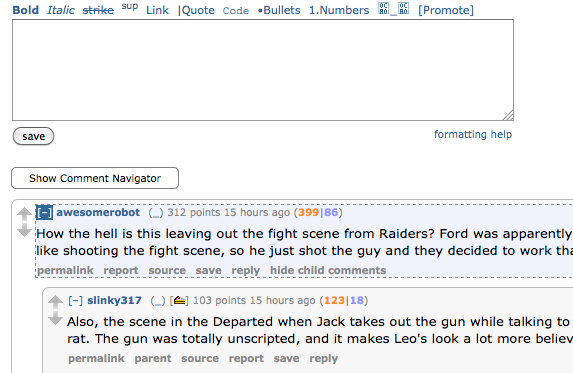 Bold Italic strike sup Link |Quote Code •Bullets 1.Numbers _ [Promote]
save formatting help
Show Comment Navigator
[−] awesomerobot (_) 312 points 15 hours ago (399|86)
How the hell is this leaving out the fight scene from Raiders? Ford was apparently
like shooting the fight scene, so he just shot the guy and they decided to work
permalink report source save reply hide child comments
[−] slinky317 (_) [] 103 points 15 hours ago (123|18)
Also, the scene in the Departed when Jack takes out the gun while talking to
rat. The gun was totally unscripted, and it makes Leo's look a lot more
permalink parent source report save reply